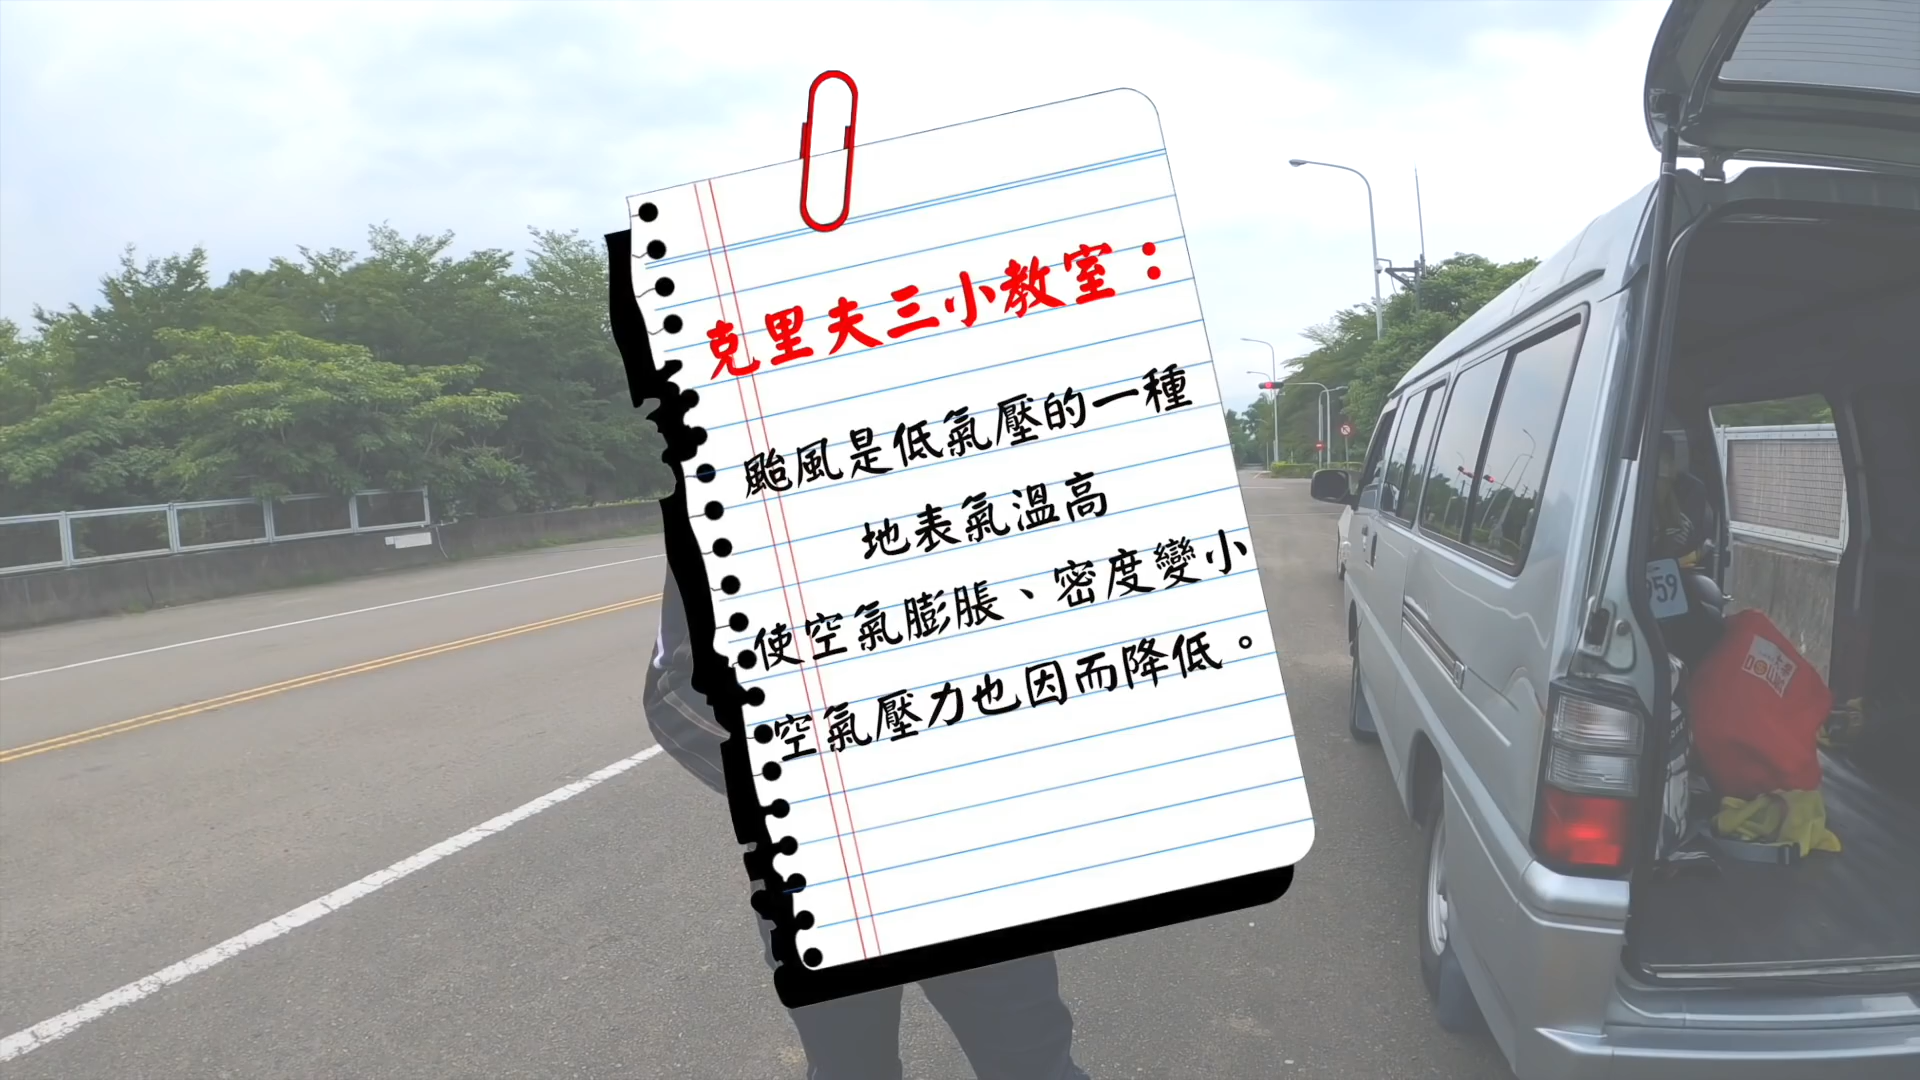 克里夫三小教室：
颱風是低氣壓的一種
地表氣溫高
使空氣膨脹、密度變小
空氣壓力也因而降低。
959